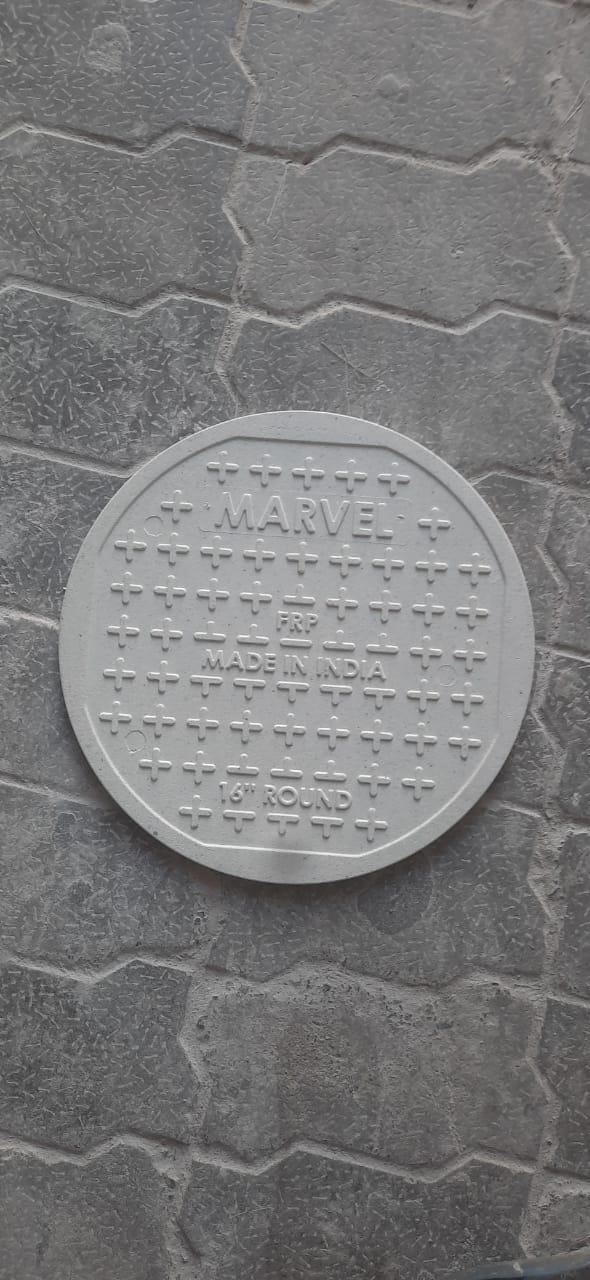 MARVEL
FRP
MADE IN INDIA
16" ROUND